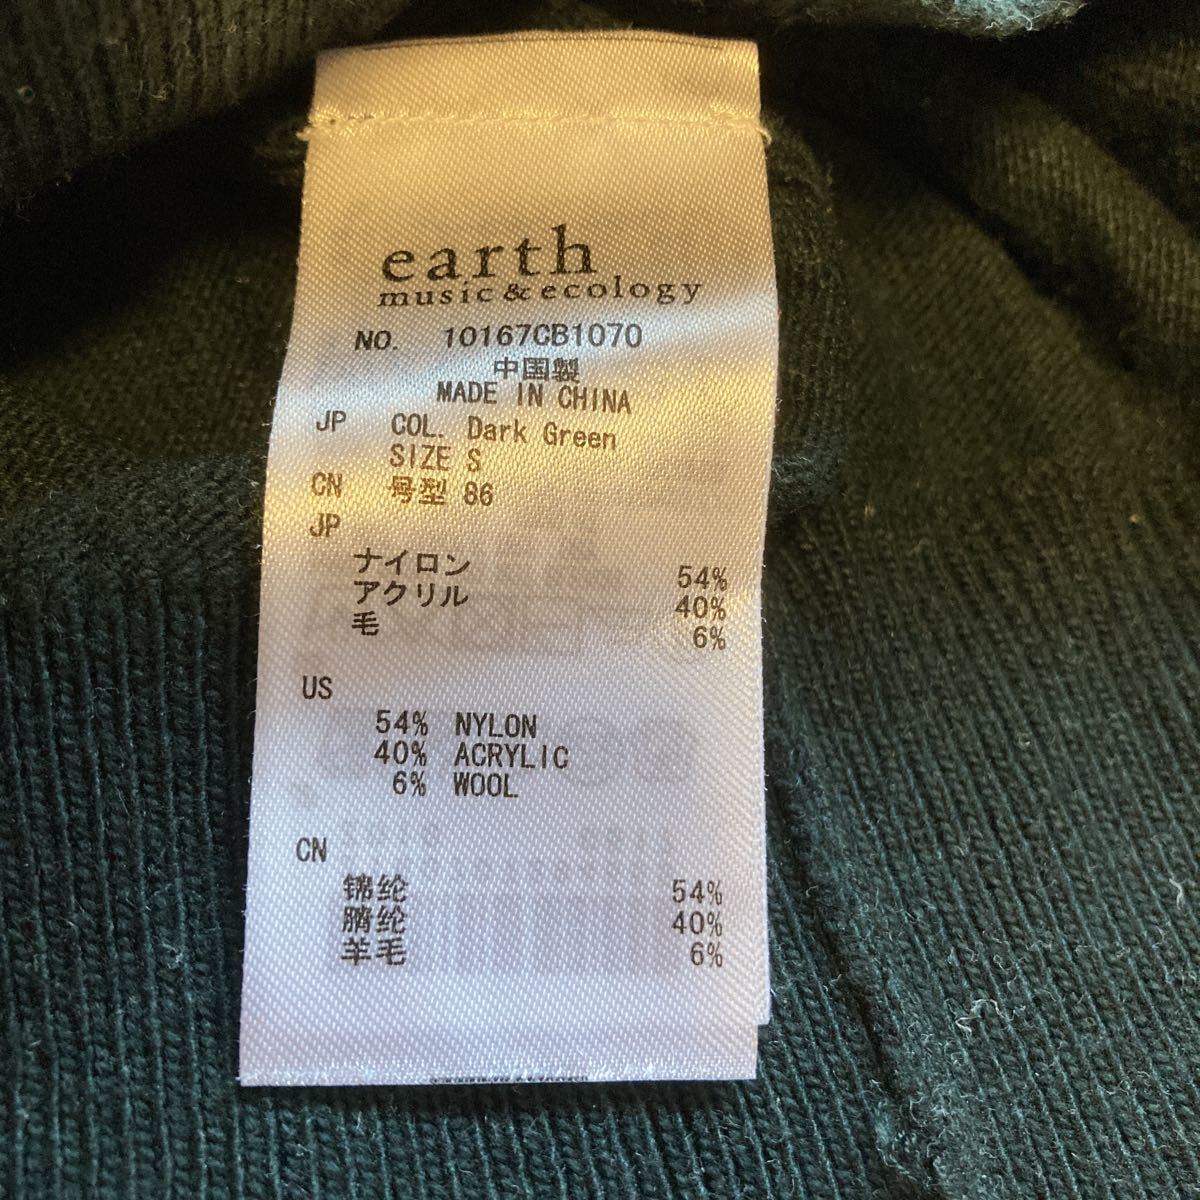 earth
music&ecology
NO. 10167CB1070
中国製
MADE IN CHINA
JP COL. Dark Green
SIZE S
CN 号型 86
JP
ナイロン 54%
アクリル 40%
毛 6%
US
54% NYLON
40% ACRYLIC
6% WOOL
CN
锦纶 54%
腈纶 40%
羊毛 6%